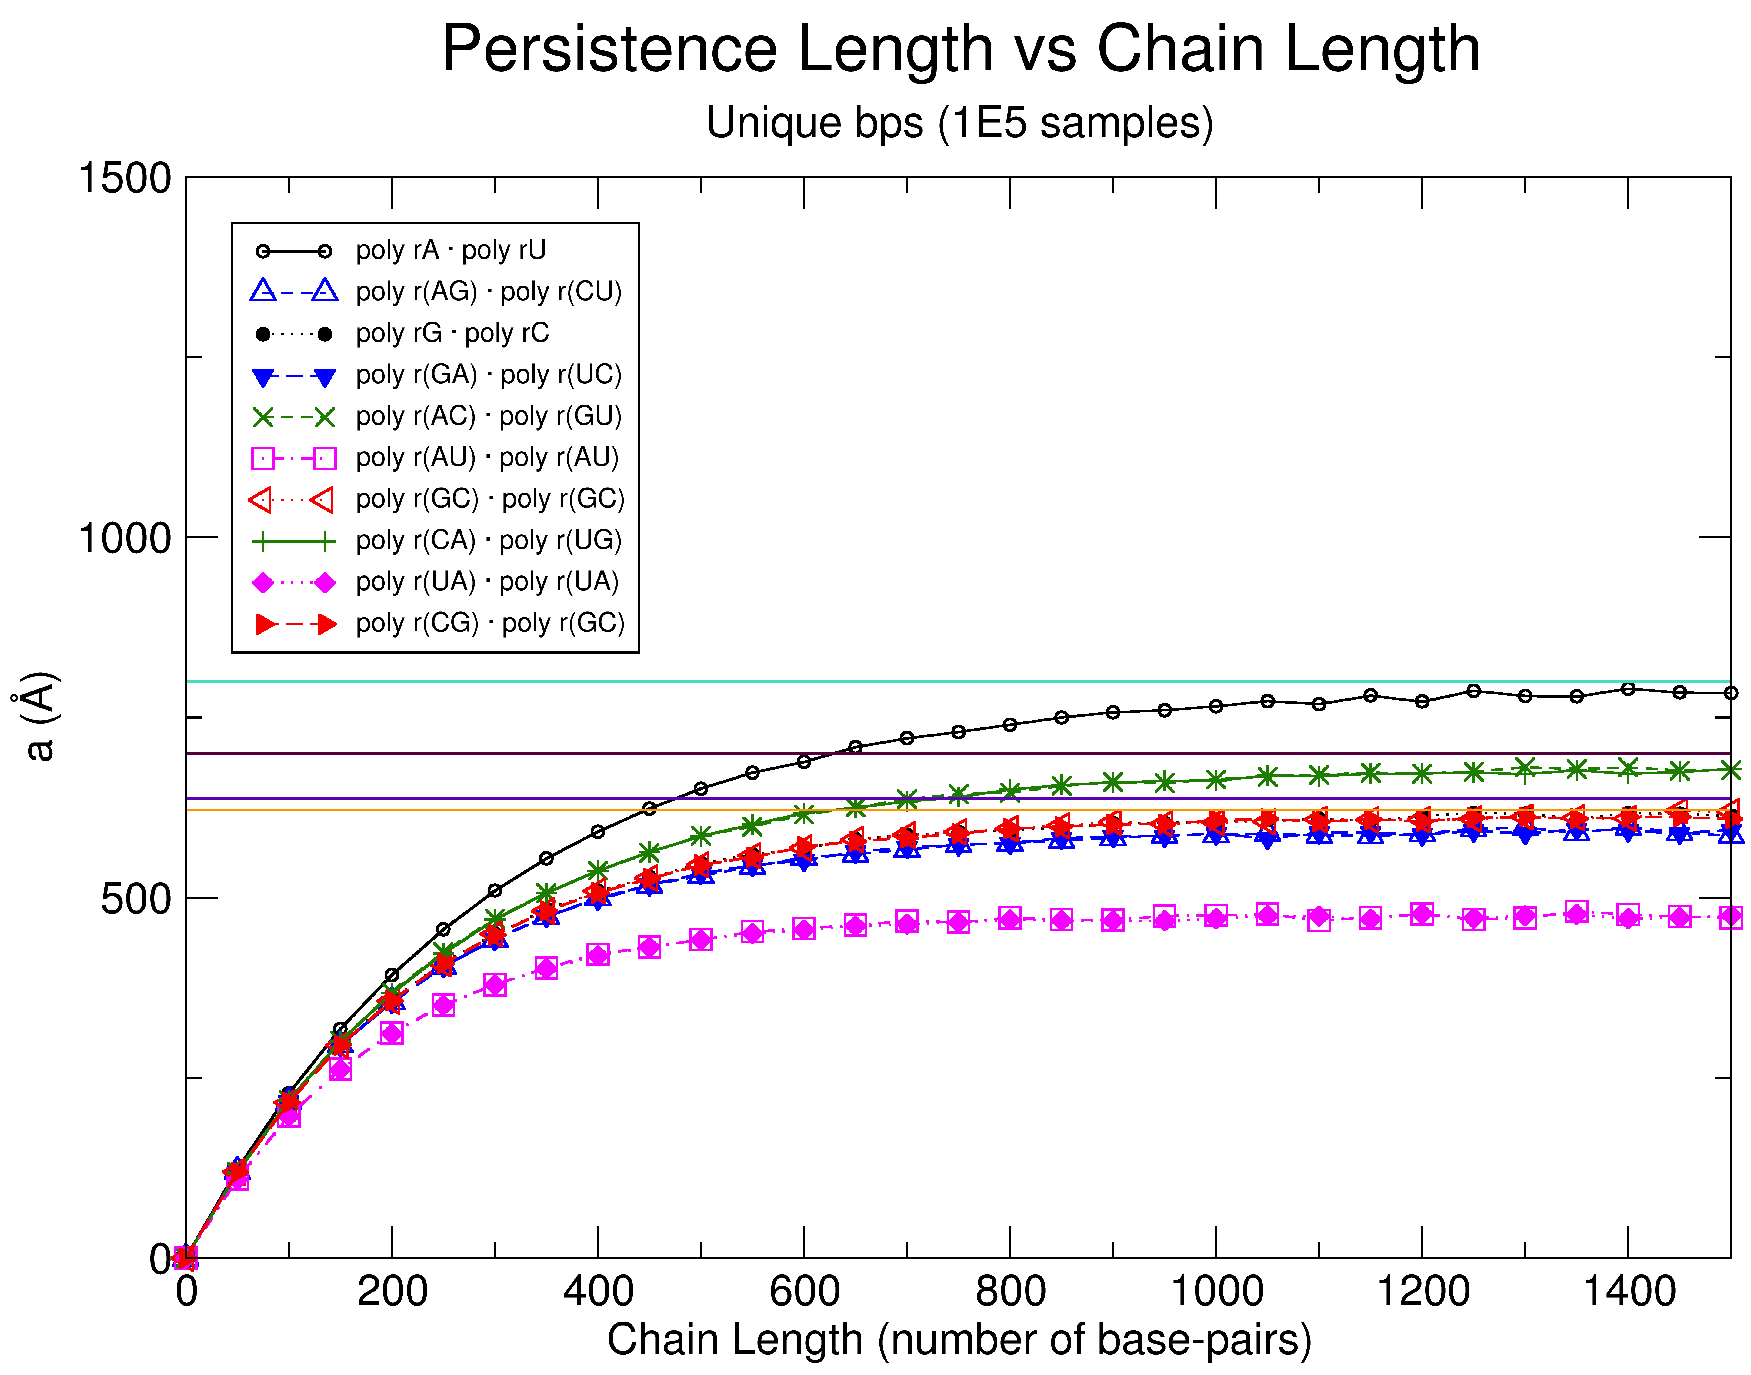 Persistence Length vs Chain Length
Unique bps (1E5 samples)
1500
1000
500
0
a (Å)
poly rA · poly rU
poly r(AG) · poly r(CU)
poly rG · poly rC
poly r(GA) · poly r(UC)
poly r(AC) · poly r(GU)
poly r(AU) · poly r(AU)
poly r(GC) · poly r(GC)
poly r(CA) · poly r(UG)
poly r(UA) · poly r(UA)
poly r(CG) · poly r(GC)
0 200 400 600 800 1000 1200 1400
Chain Length (number of base-pairs)